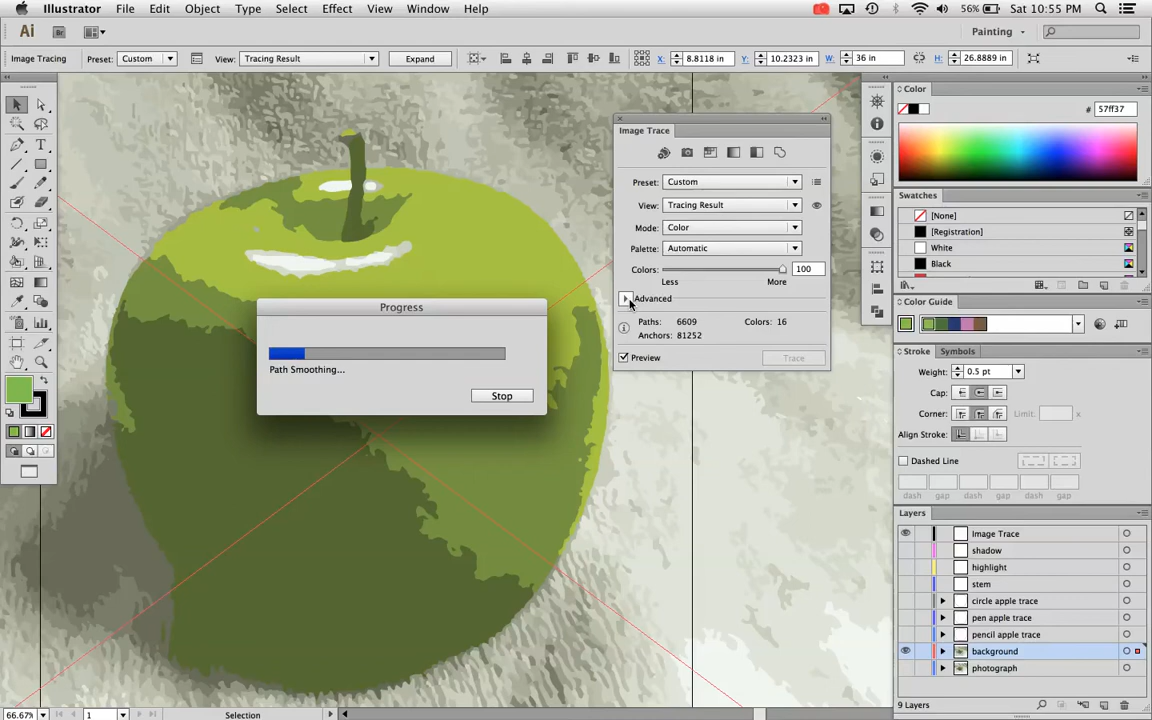 Illustrator File Edit Object Type Select Effect View Window Help 56% Sat 10:55 PM
Ai Br Painting
Image Tracing Preset: Custom View: Tracing Result Expand X: 8.8118 in Y: 10.2323 in W: 36 in H: 26.8889 in
Image Trace
Preset: Custom
View: Tracing Result
Mode: Color
Palette: Automatic
Colors: 100
Less More
Advanced
Paths: 6609 Colors: 16
Anchors: 81252
Preview Trace
Progress
Path Smoothing...
Stop
Color
# 57ff37
Swatches
[None]
[Registration]
White
Black
Color Guide
Stroke Symbols
Weight: 0.5 pt
Cap:
Corner: Limit: x
Align Stroke:
Dashed Line
dash gap dash gap dash gap
Layers
Image Trace
shadow
highlight
stem
circle apple trace
pen apple trace
pencil apple trace
background
photograph
9 Layers
66.67% 1 Selection